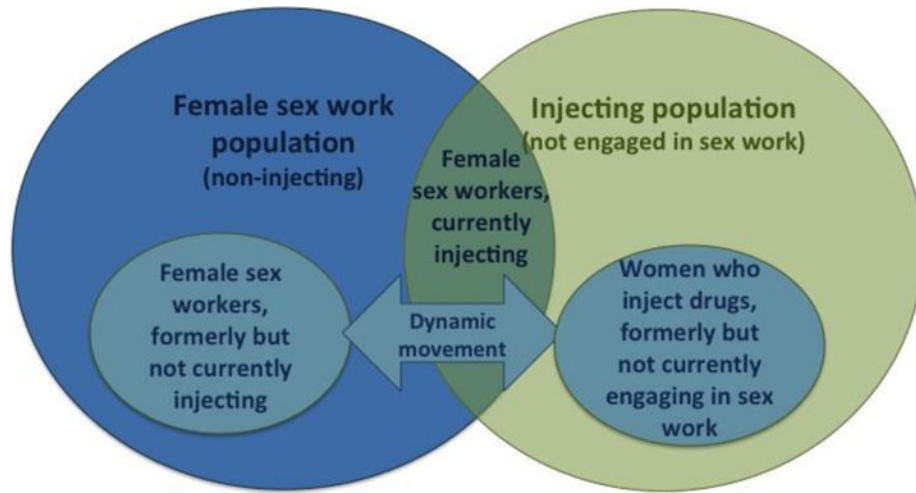 Female sex work
population
(non-injecting)
Injecting population
(not engaged in sex work)
Female
sex workers,
currently
injecting
Female sex
workers,
formerly but
not currently
injecting
Dynamic
movement
Women who
inject drugs,
formerly but
not currently
engaging in sex
work